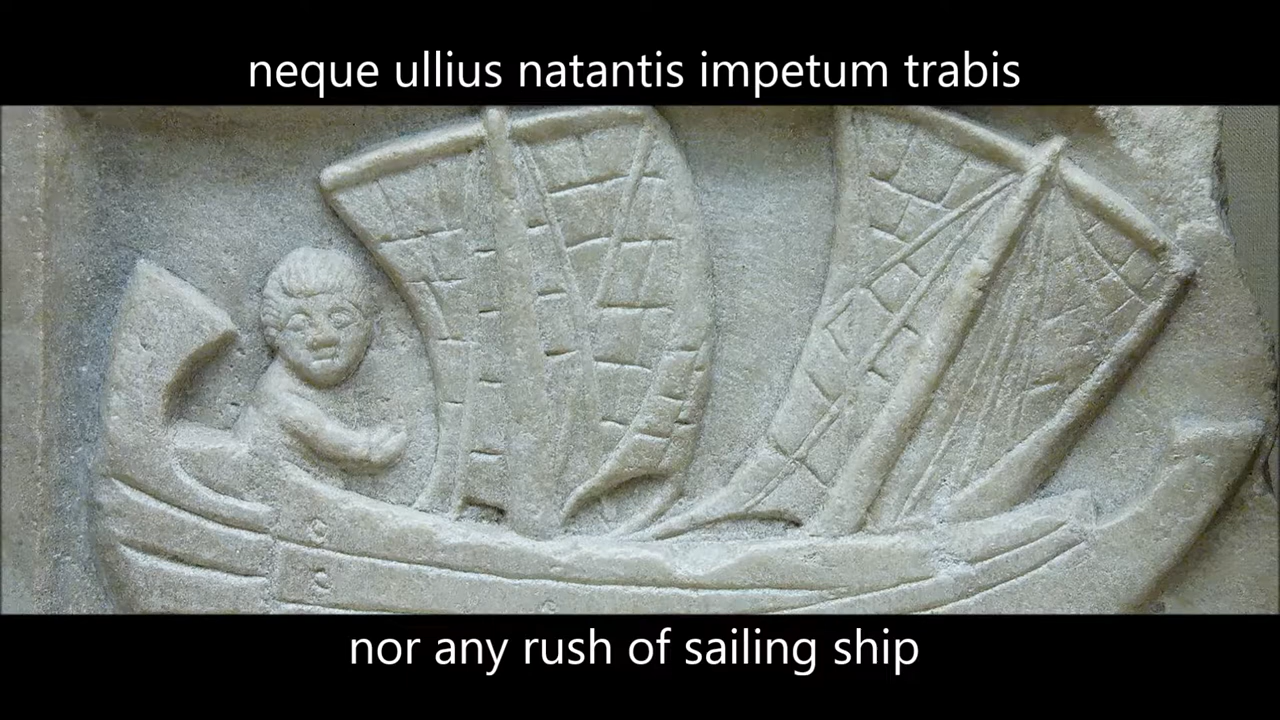 neque ullius natantis impetum trabis
nor any rush of sailing ship